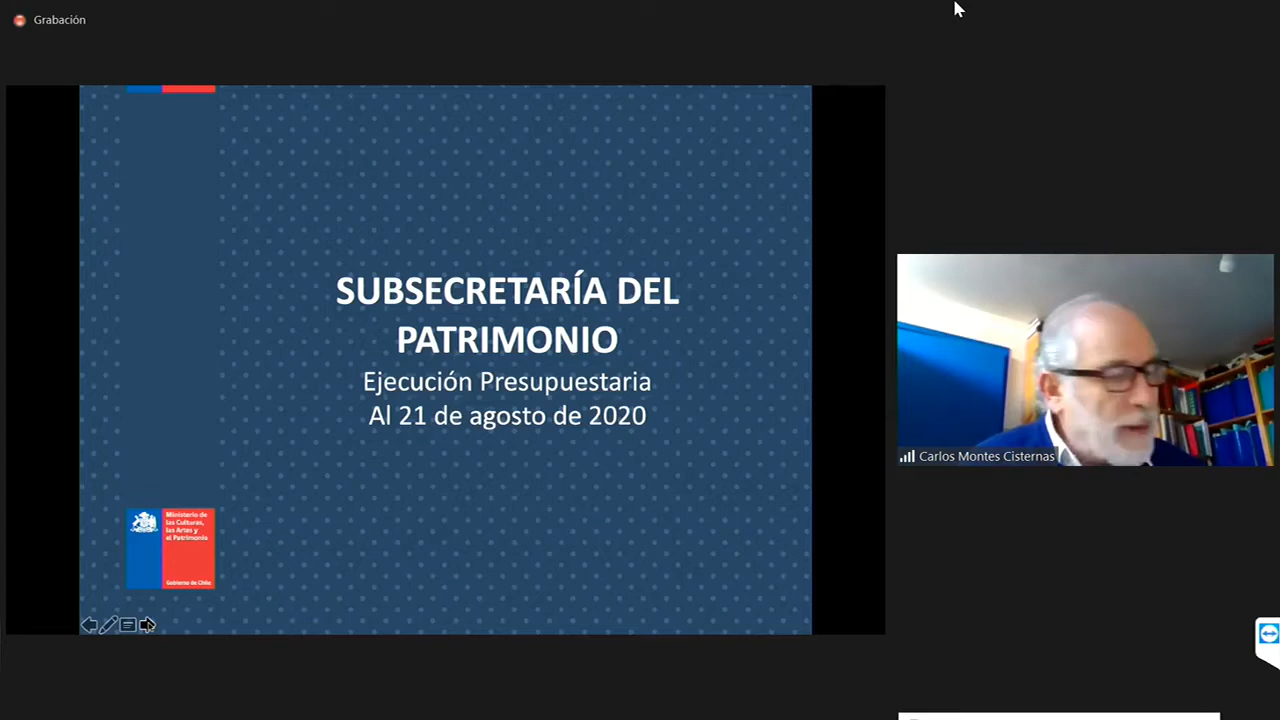 Grabación
SUBSECRETARÍA DEL
PATRIMONIO
Ejecución Presupuestaria
Al 21 de agosto de 2020
Ministerio de
las Culturas,
las Artes y
el Patrimonio
Gobierno de Chile
Carlos Montes Cisternas